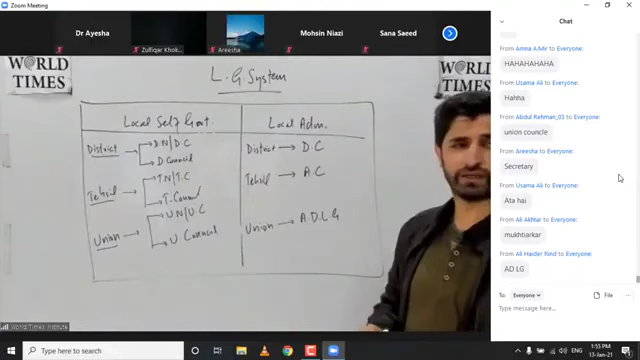 Zoom Meeting
Dr Ayesha
Zulfiqar Khok...
Areesha
Mohsin Niazi
Sana Saeed
Areesha
WORLD
TIMES
WORLD
TIMES
L.G System
Local Self Govt
Local Adm.
District → D.N/D.C
D Council
District → D.C
Tehsil → T.N/T.C
T.Council
Tehsil → A.C
Union → U.N/U.C
U Council
Union → A.D.L G
World Times Institute
Chat
From Amna A.Mir to Everyone:
HAHAHAHAHA
From Usama Ali to Everyone:
Hahha
From Abdul Rehman_03 to Everyone:
union councle
From Areesha to Everyone:
Secretary
From Usama Ali to Everyone:
Ata hai
From Ali Akhtar to Everyone:
mukhtiarkar
From Ali Haider Rind to Everyone:
AD LG
To: Everyone
File
Type message here...
Type here to search
1:55 PM
13-Jan-21